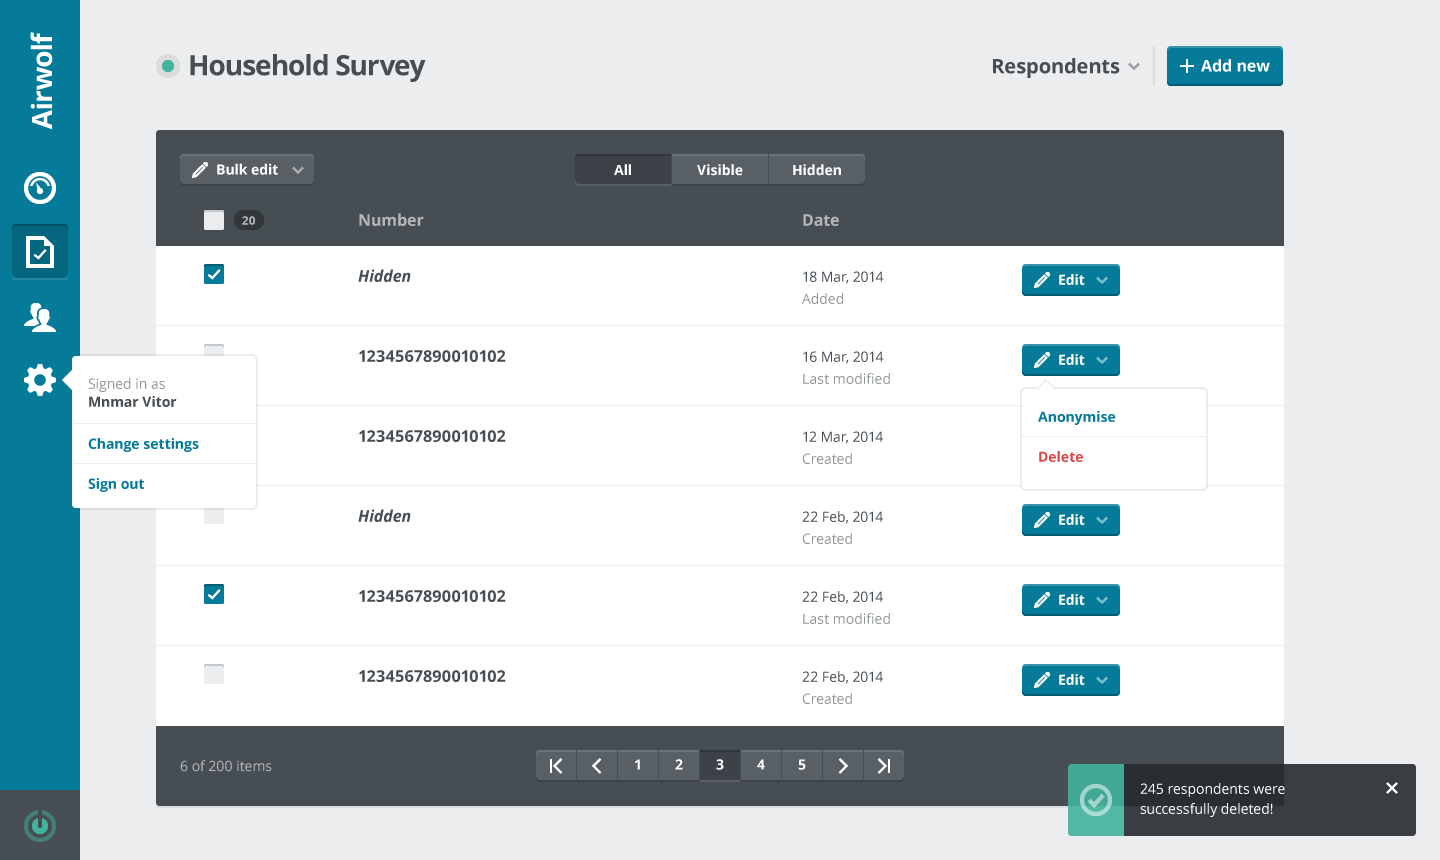 Airwolf
Household Survey
Respondents
Add new
Bulk edit
All
Visible
Hidden
20
Number
Date
Hidden
18 Mar, 2014
Added
Edit
1234567890010102
16 Mar, 2014
Last modified
Edit
Signed in as
Mnmar Vitor
Change settings
Sign out
Anonymise
Delete
1234567890010102
12 Mar, 2014
Created
Hidden
22 Feb, 2014
Created
Edit
1234567890010102
22 Feb, 2014
Last modified
Edit
1234567890010102
22 Feb, 2014
Created
Edit
6 of 200 items
1
2
3
4
5
245 respondents were
successfully deleted!